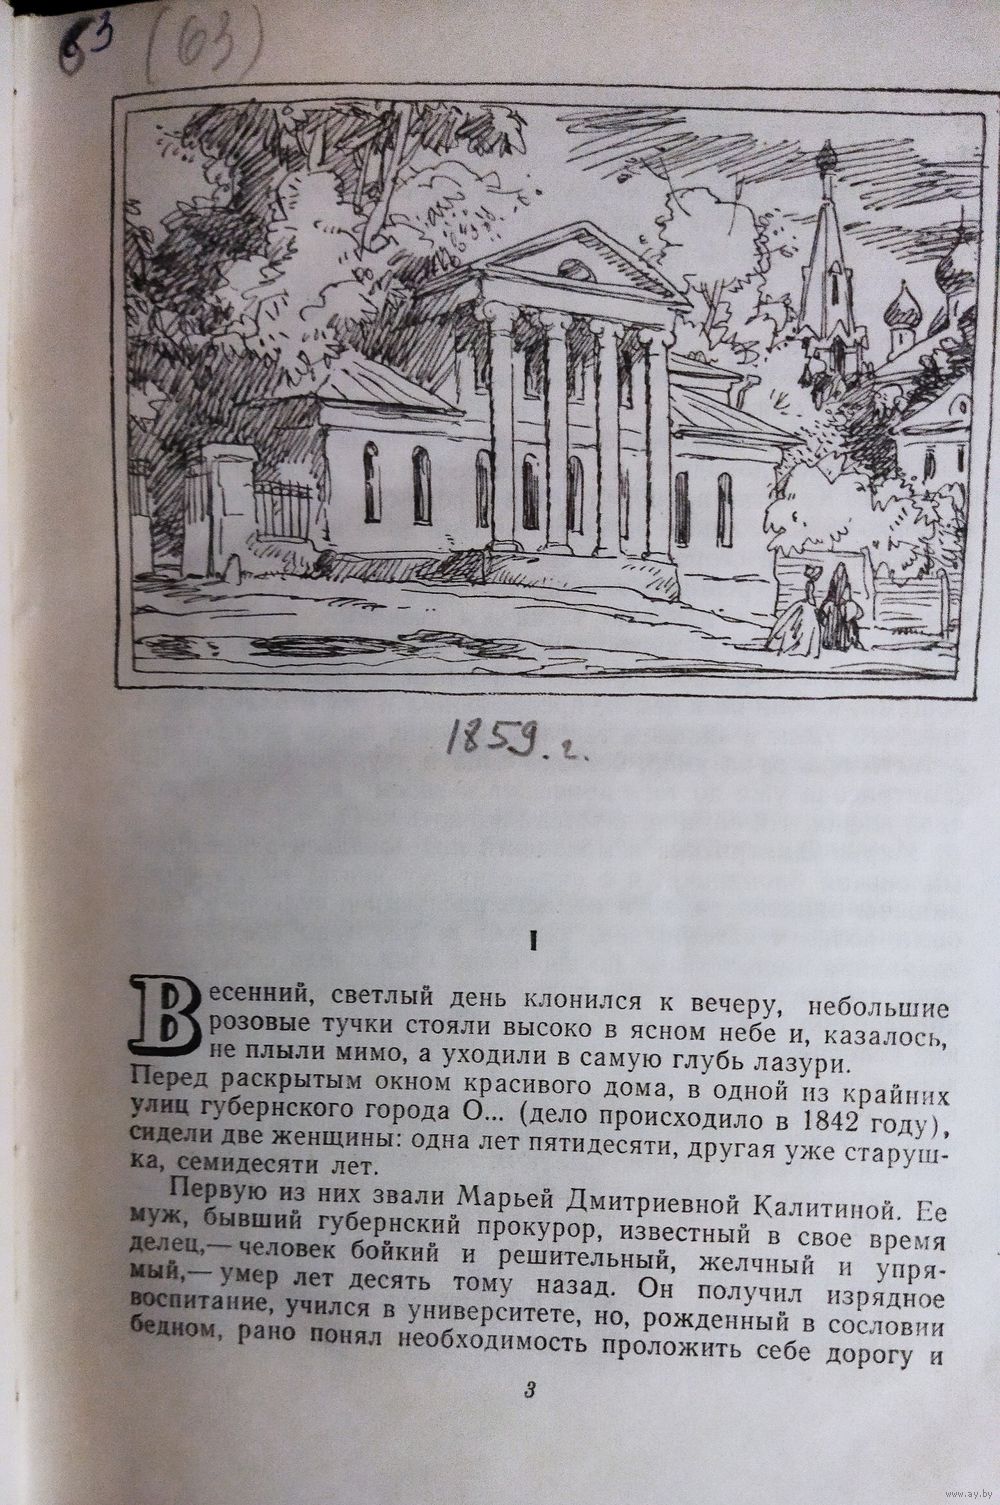 63 (63)
1859. г.
I
Весенний, светлый день клонился к вечеру, небольшие
розовые тучки стояли высоко в ясном небе и, казалось,
не плыли мимо, а уходили в самую глубь лазури.
Перед раскрытым окном красивого дома, в одной из крайних
улиц губернского города О... (дело происходило в 1842 году),
сидели две женщины: одна лет пятидесяти, другая уже старуш-
ка, семидесяти лет.
Первую из них звали Марьей Дмитриевной Калитиной. Ее
муж, бывший губернский прокурор, известный в свое время
делец,— человек бойкий и решительный, желчный и упря-
мый,— умер лет десять тому назад. Он получил изрядное
воспитание, учился в университете, но, рожденный в сословии
бедном, рано понял необходимость проложить себе дорогу и
3
www.ay.by